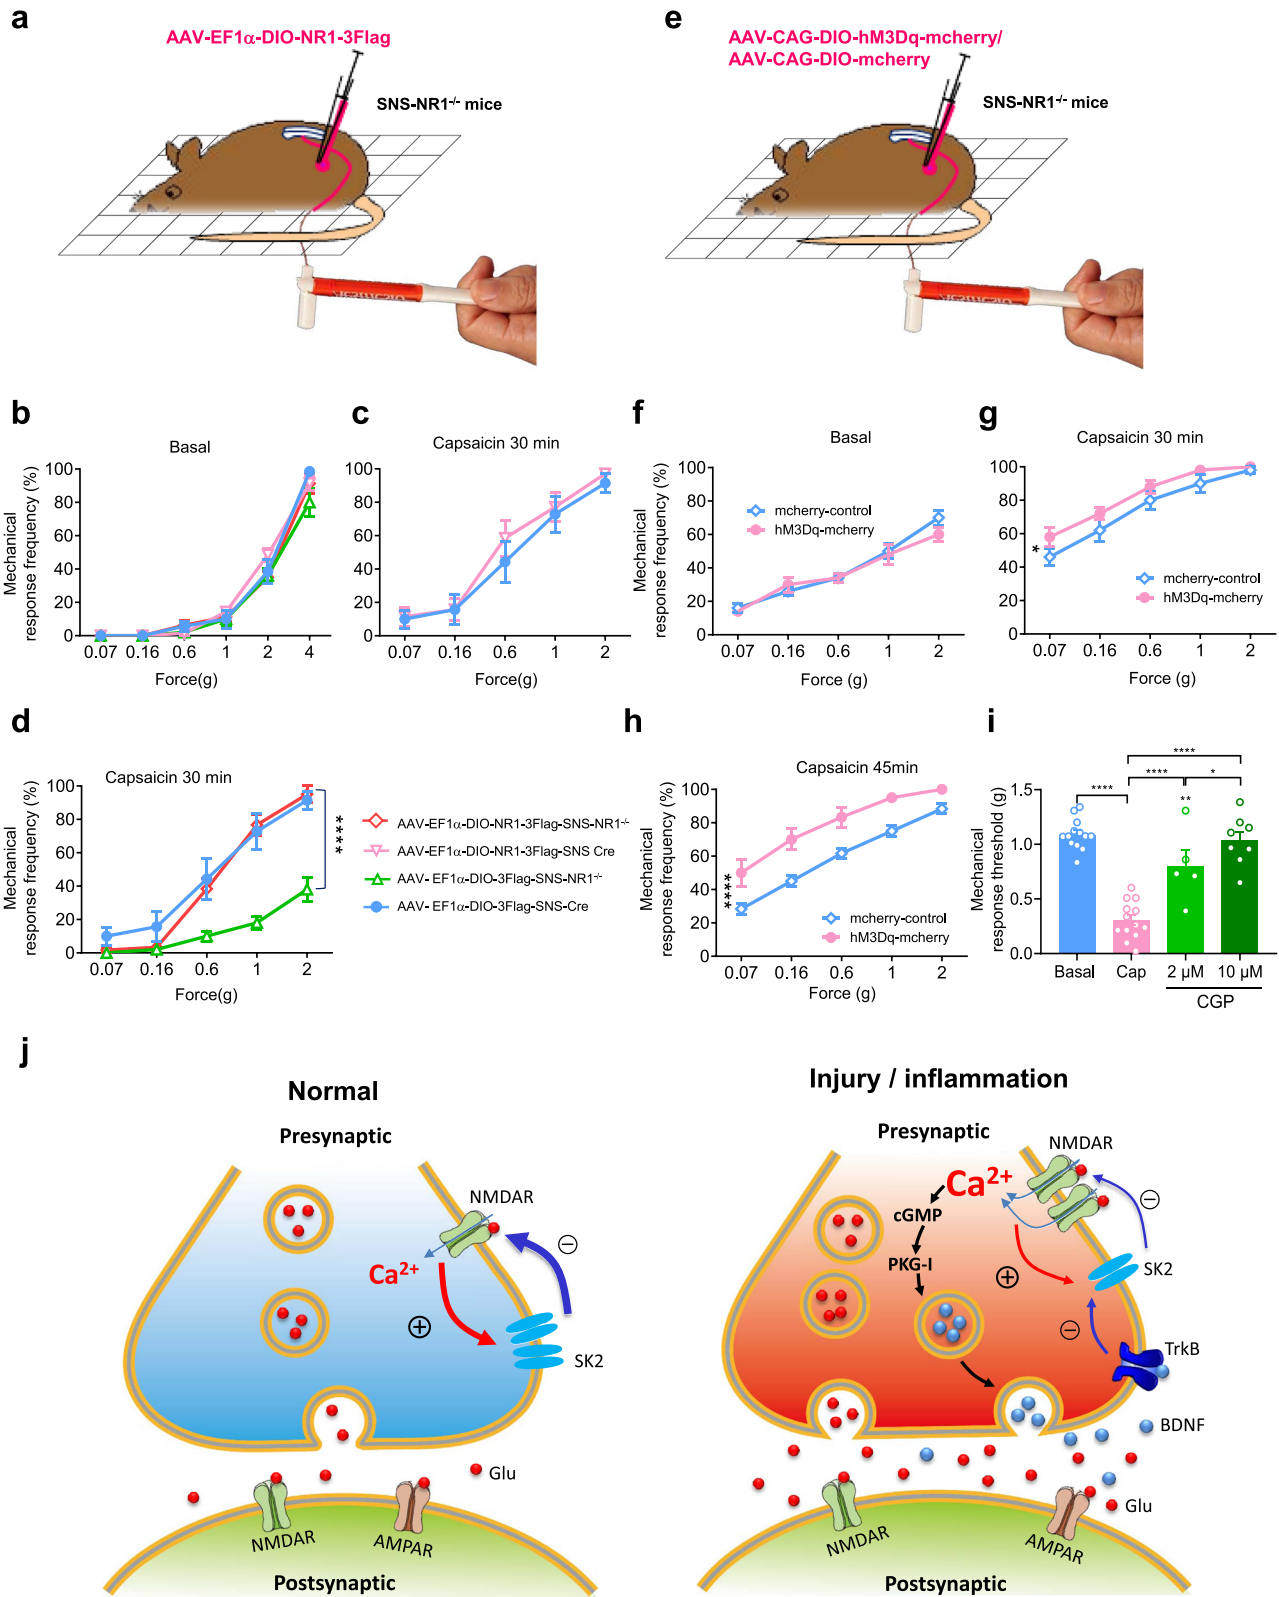 a
AAV-EF1α-DIO-NR1-3Flag
SNS-NR1-/- mice
e
AAV-CAG-DIO-hM3Dq-mcherry/
AAV-CAG-DIO-mcherry
SNS-NR1-/- mice
b
Basal
Mechanical
response frequency (%)
100
80
60
40
20
0
0.07 0.16 0.6 1 2 4
Force(g)
c
Capsaicin 30 min
100
80
60
40
20
0
0.07 0.16 0.6 1 2
Force(g)
f
Basal
Mechanical
response frequency (%)
100
80
60
40
20
0
mcherry-control
hM3Dq-mcherry
0.07 0.16 0.6 1 2
Force (g)
g
Capsaicin 30 min
100
80
60
40
20
0
*
mcherry-control
hM3Dq-mcherry
0.07 0.16 0.6 1 2
Force (g)
d
Capsaicin 30 min
Mechanical
response frequency (%)
100
80
60
40
20
0
****
0.07 0.16 0.6 1 2
Force(g)
AAV-EF1α-DIO-NR1-3Flag-SNS-NR1-/-
AAV-EF1α-DIO-NR1-3Flag-SNS Cre
AAV- EF1α-DIO-3Flag-SNS-NR1-/-
AAV- EF1α-DIO-3Flag-SNS-Cre
h
Capsaicin 45min
Mechanical
response frequency (%)
100
80
60
40
20
0
****
mcherry-control
hM3Dq-mcherry
0.07 0.16 0.6 1 2
Force (g)
i
Mechanical
response threshold (g)
1.5
1.0
0.5
0.0
****
**** *
**** **
Basal Cap 2 µM 10 µM
CGP
j
Normal
Presynaptic
NMDAR
Ca2+
+
−
SK2
Glu
NMDAR
AMPAR
Postsynaptic
Injury / inflammation
Presynaptic
NMDAR
Ca2+
cGMP
PKG-I
−
+
SK2
−
TrkB
BDNF
Glu
NMDAR
AMPAR
Postsynaptic